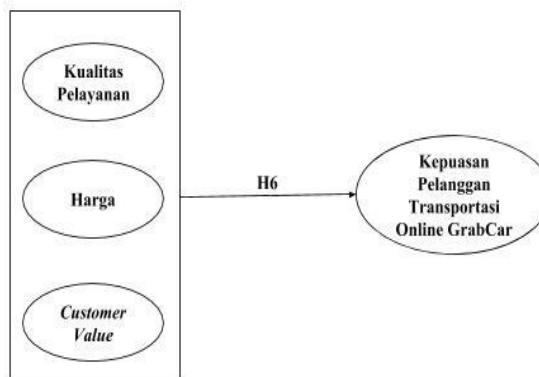 Kualitas
Pelayanan
Harga
Customer
Value
H6
Kepuasan
Pelanggan
Transportasi
Online GrabCar